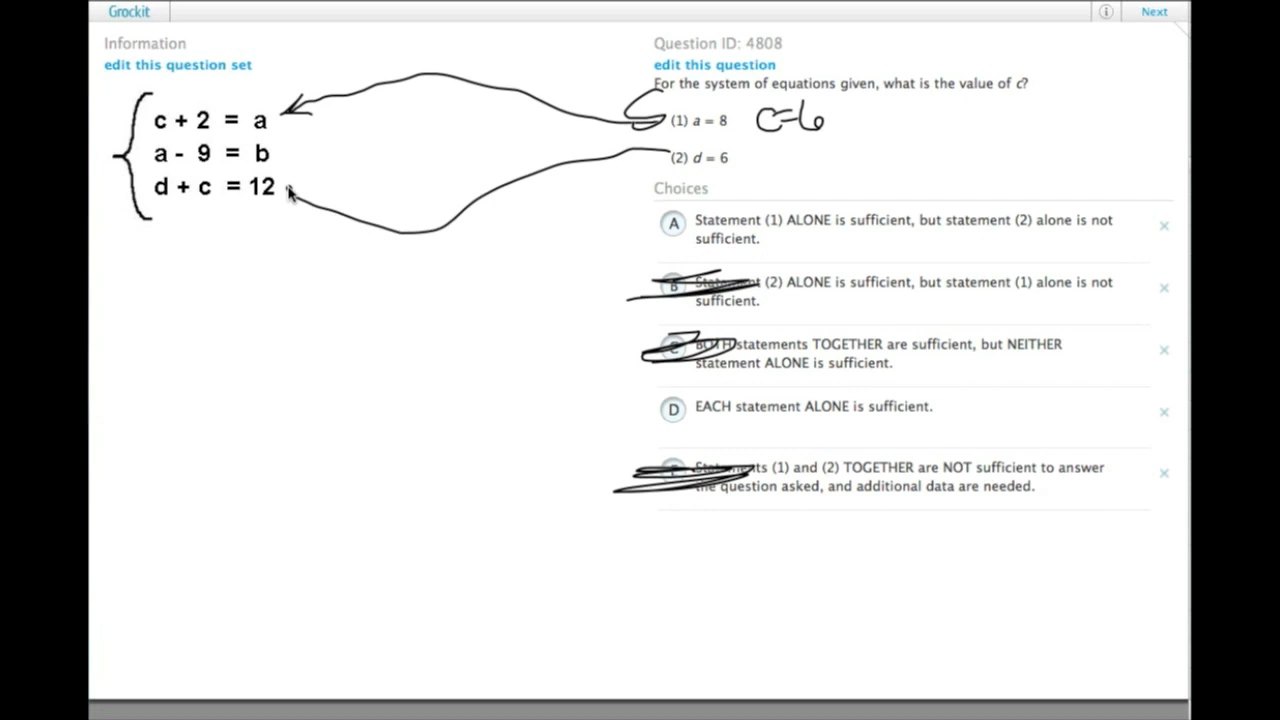 Grockit
Next
Information
edit this question set
c + 2 = a
a - 9 = b
d + c = 12
Question ID: 4808
edit this question
For the system of equations given, what is the value of c?
(1) a = 8
c=6
(2) d = 6
Choices
A Statement (1) ALONE is sufficient, but statement (2) alone is not
sufficient.
B Statement (2) ALONE is sufficient, but statement (1) alone is not
sufficient.
C BOTH statements TOGETHER are sufficient, but NEITHER
statement ALONE is sufficient.
D EACH statement ALONE is sufficient.
Statements (1) and (2) TOGETHER are NOT sufficient to answer
the question asked, and additional data are needed.